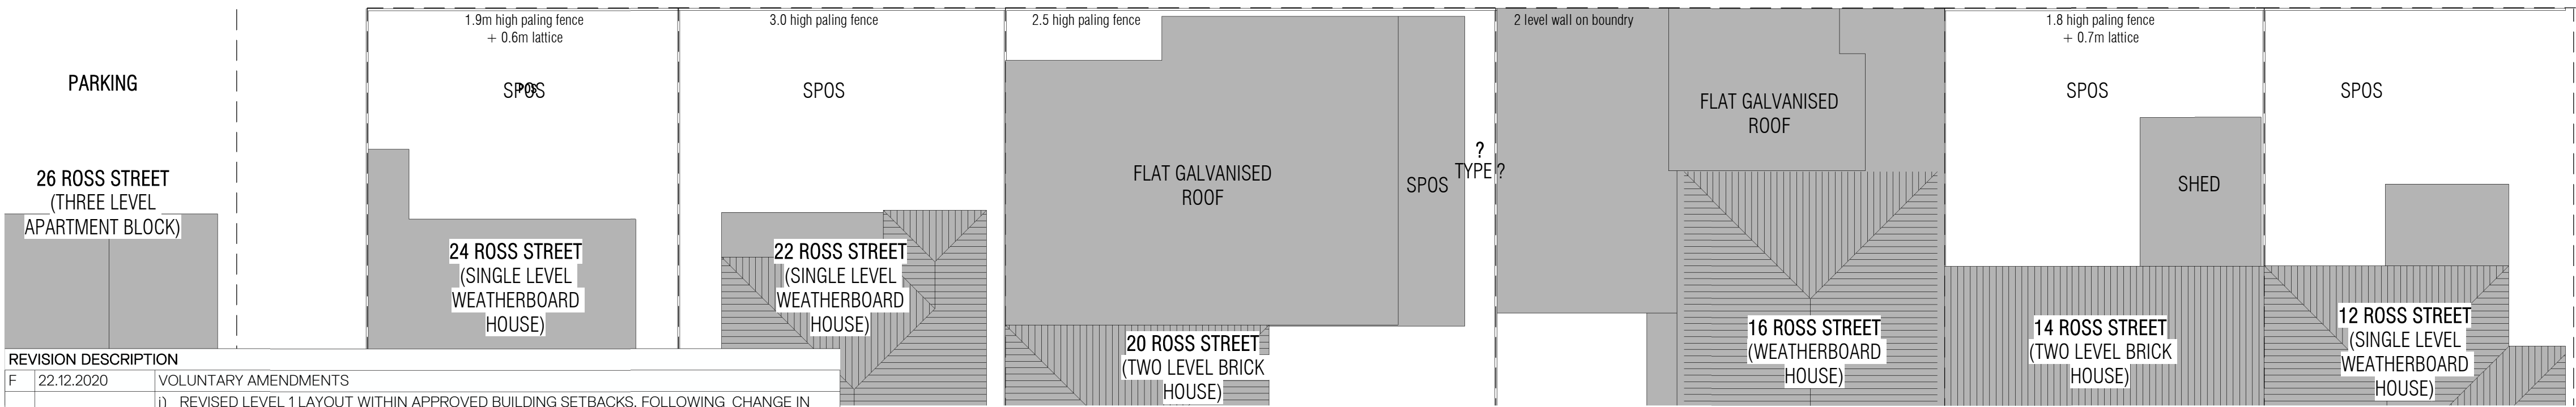 1.9m high paling fence
+ 0.6m lattice
3.0 high paling fence
2.5 high paling fence
2 level wall on boundry
1.8 high paling fence
+ 0.7m lattice
PARKING
SPOS
POS
SPOS
FLAT GALVANISED
ROOF
SPOS
SPOS
26 ROSS STREET
(THREE LEVEL
APARTMENT BLOCK)
FLAT GALVANISED
ROOF
SPOS
?
TYPE ?
SHED
24 ROSS STREET
(SINGLE LEVEL
WEATHERBOARD
HOUSE)
22 ROSS STREET
(SINGLE LEVEL
WEATHERBOARD
HOUSE)
20 ROSS STREET
(TWO LEVEL BRICK
HOUSE)
16 ROSS STREET
(WEATHERBOARD
HOUSE)
14 ROSS STREET
(TWO LEVEL BRICK
HOUSE)
12 ROSS STREET
(SINGLE LEVEL
WEATHERBOARD
HOUSE)
REVISION DESCRIPTION
F 22.12.2020 VOLUNTARY AMENDMENTS
i) REVISED LEVEL 1 LAYOUT WITHIN APPROVED BUILDING SETBACKS, FOLLOWING CHANGE IN